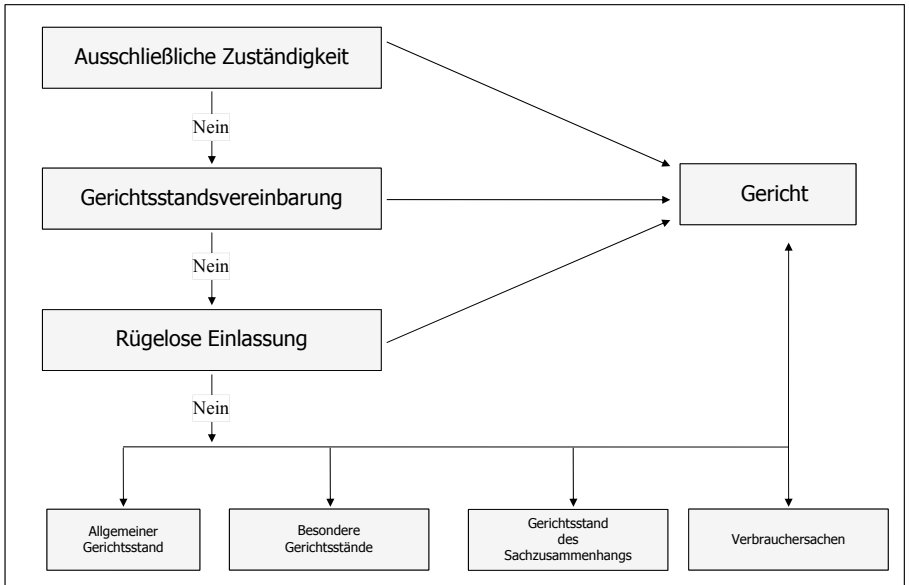 Ausschließliche Zuständigkeit
Nein
Gerichtsstandsvereinbarung
Gericht
Nein
Rügelose Einlassung
Nein
Allgemeiner
Gerichtsstand
Besondere
Gerichtsstände
Gerichtsstand
des
Sachzusammenhangs
Verbrauchersachen